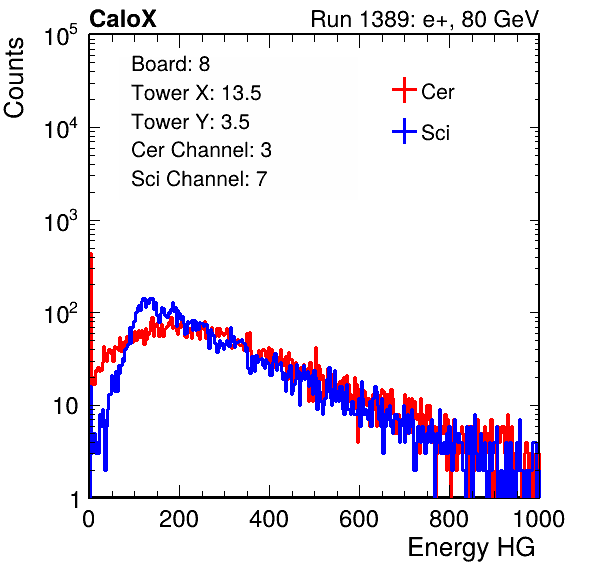 CaloX Run 1389: e+, 80 GeV
Counts
10^5
10^4
10^3
10^2
10
1
Board: 8
Tower X: 13.5
Tower Y: 3.5
Cer Channel: 3
Sci Channel: 7
Cer
Sci
0 200 400 600 800 1000
Energy HG